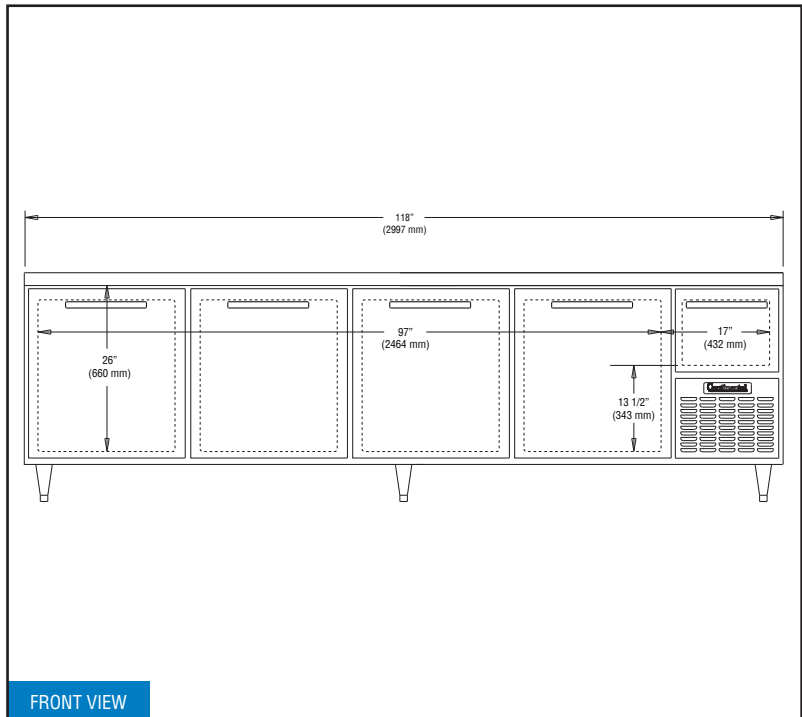 118"
(2997 mm)
97"
(2464 mm)
17"
(432 mm)
26"
(660 mm)
13 1/2"
(343 mm)
Continental
FRONT VIEW